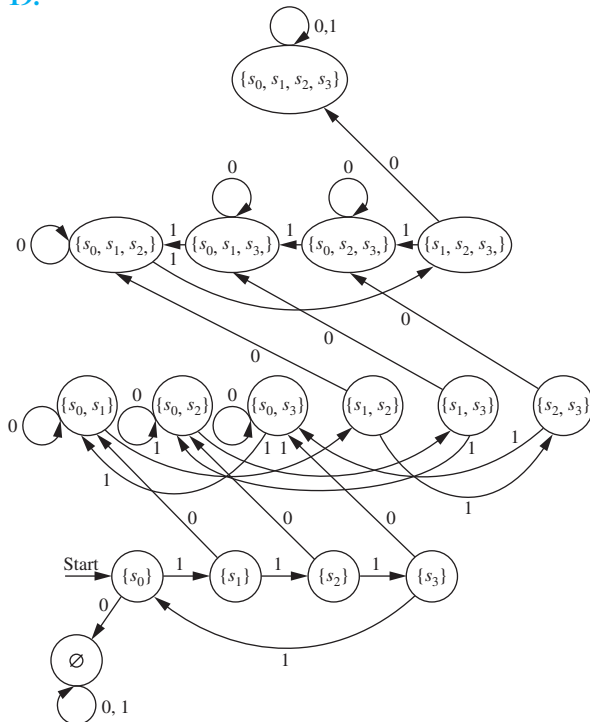 19.
0,1
{s0, s1, s2, s3}
0
0 0
0 {s0, s1, s2,} 1 {s0, s1, s3,} 1 {s0, s2, s3,} 1 {s1, s2, s3,}
1
0
0
0
0 0
0 {s0, s1} {s0, s2} {s0, s3} {s1, s2} {s1, s3} {s2, s3}
1 1 1 1 1
1 1
0 0 0
Start {s0} 1 {s1} 1 {s2} 1 {s3}
0
1
∅
0, 1